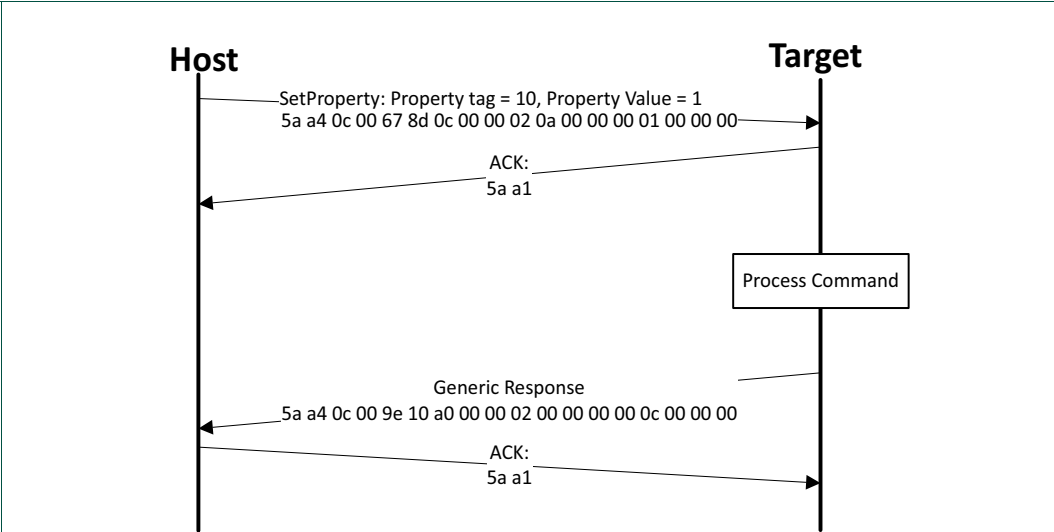 Host
Target
SetProperty: Property tag = 10, Property Value = 1
5a a4 0c 00 67 8d 0c 00 00 02 0a 00 00 00 01 00 00 00
ACK:
5a a1
Process Command
Generic Response
5a a4 0c 00 9e 10 a0 00 00 02 00 00 00 00 0c 00 00 00
ACK:
5a a1